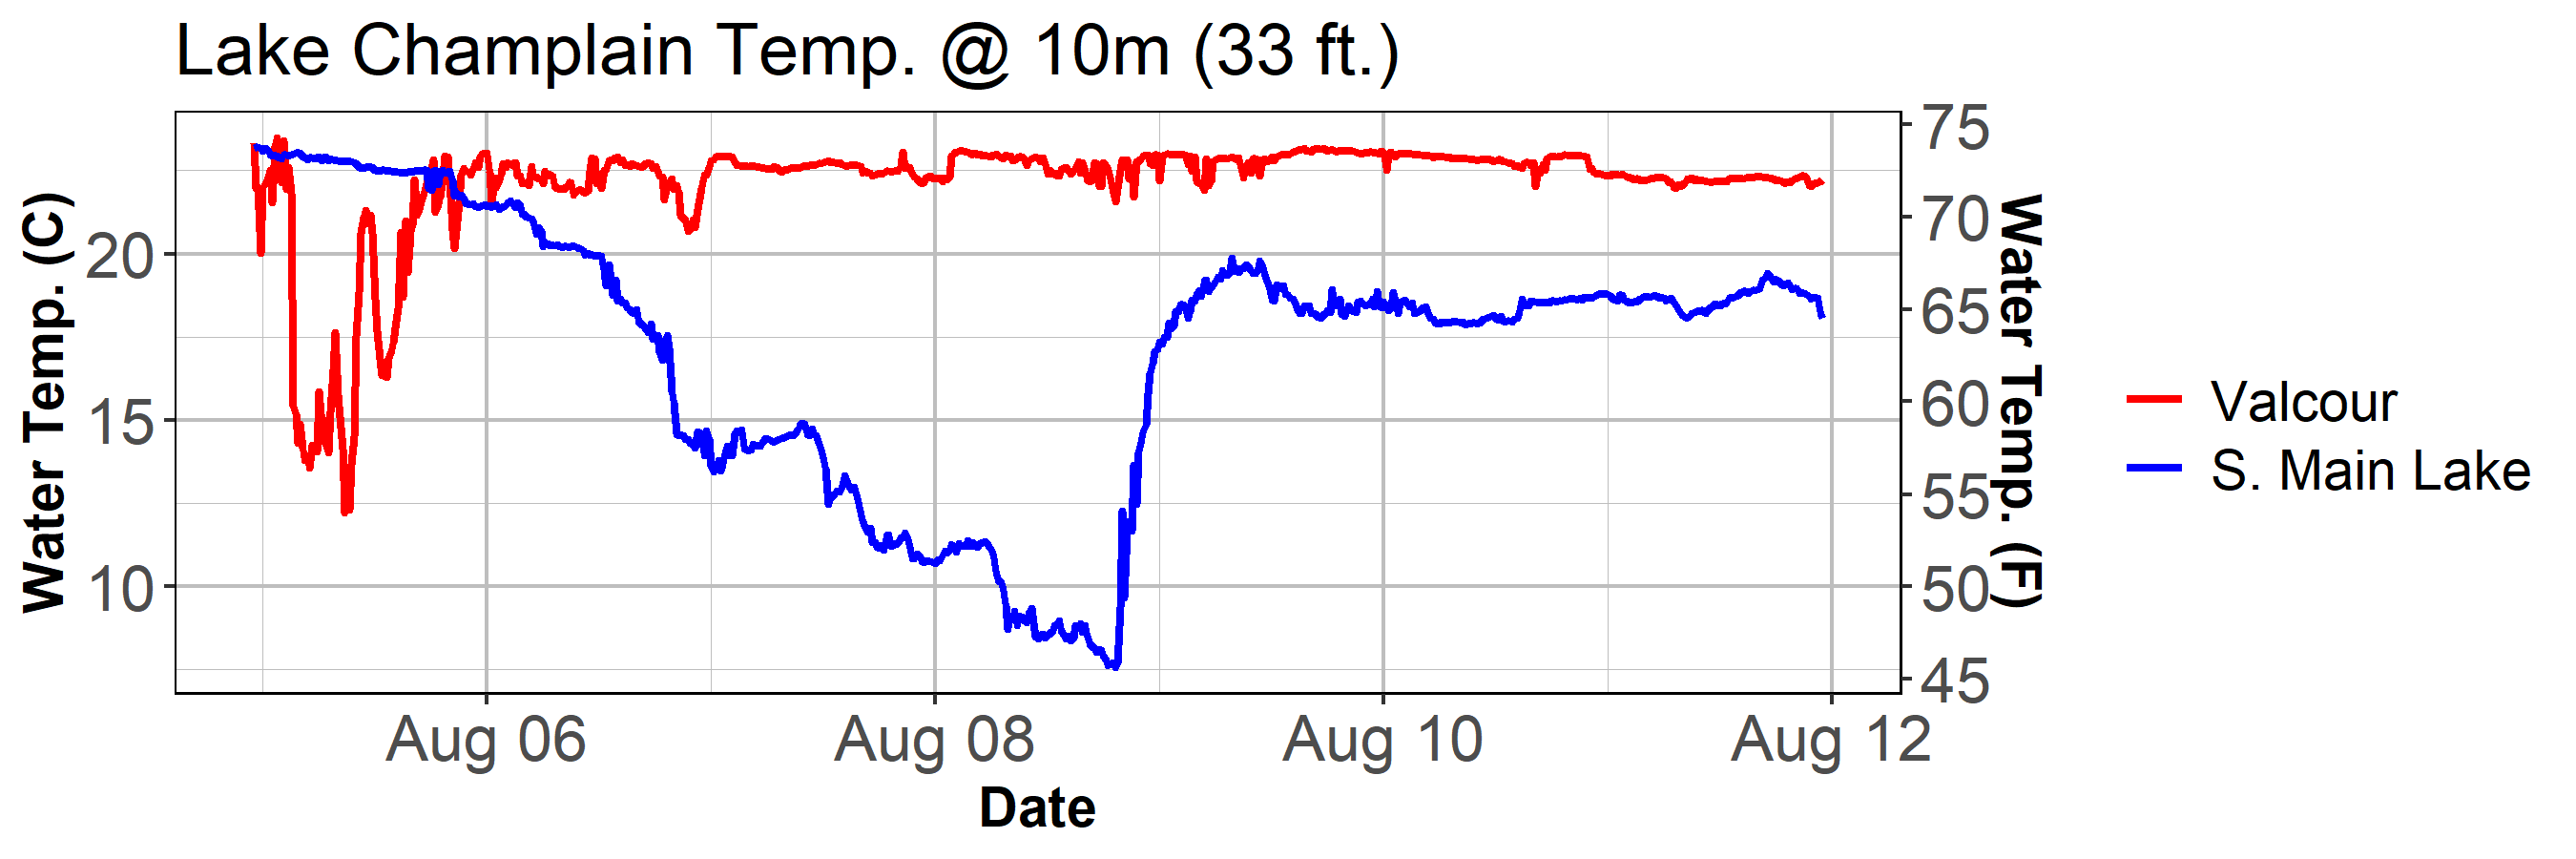 Lake Champlain Temp. @ 10m (33 ft.)
Water Temp. (C)
20
15
10
75
70
65
60
55
50
45
Water Temp. (F)
Aug 06
Aug 08
Aug 10
Aug 12
Date
Valcour
S. Main Lake